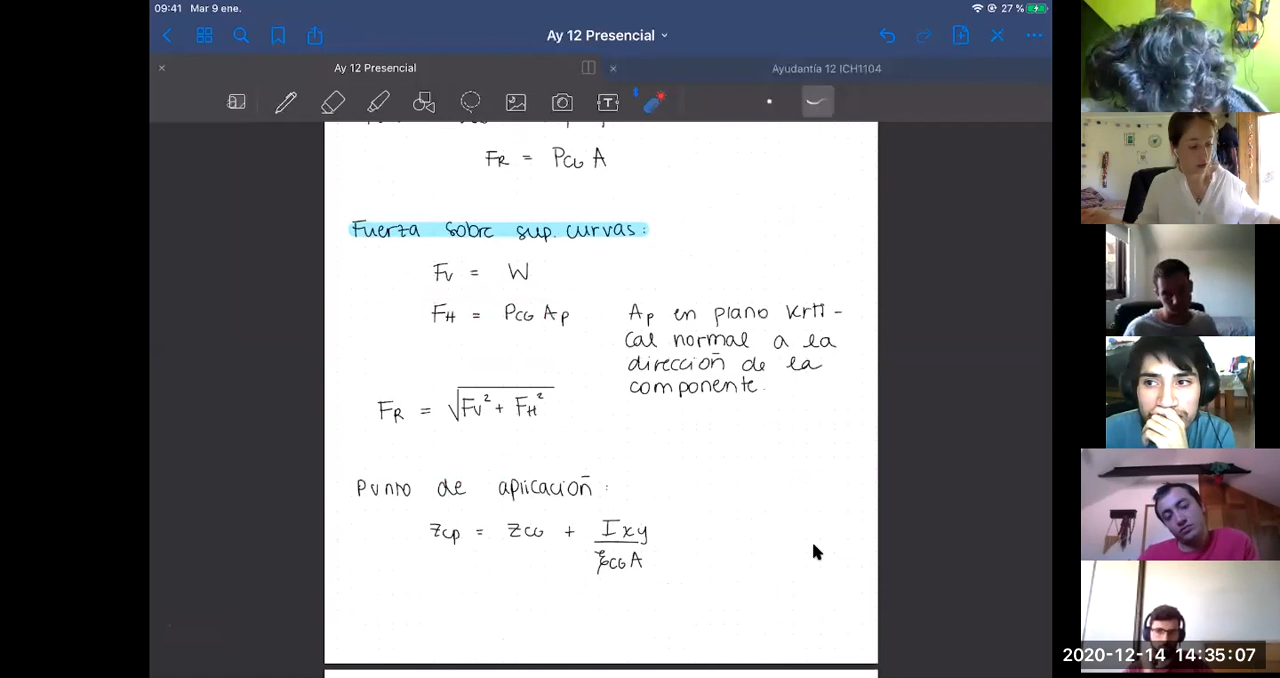 09:41 Mar 9 ene.
27 %
Ay 12 Presencial
Ay 12 Presencial
Ayudantía 12 ICH1104
T
FR = PCG A
Fuerza sobre sup. curvas:
Fv = W
FH = PCG Ap
Ap en plano verti-
cal normal a la
dirección de la
componente.
FR = √Fv² + FH²
Punto de aplicación :
zcp = zCG + Ixy
ξCG A
2020-12-14 14:35:07